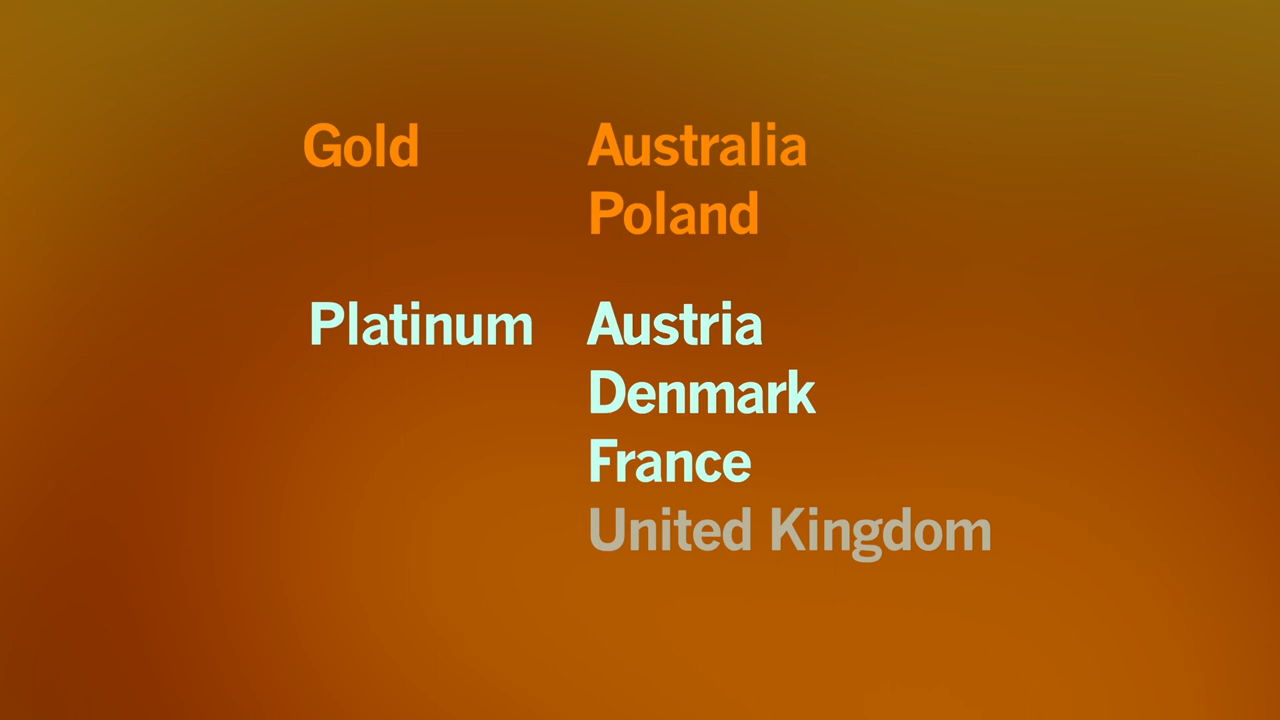 Gold Australia
Poland
Platinum Austria
Denmark
France
United Kingdom